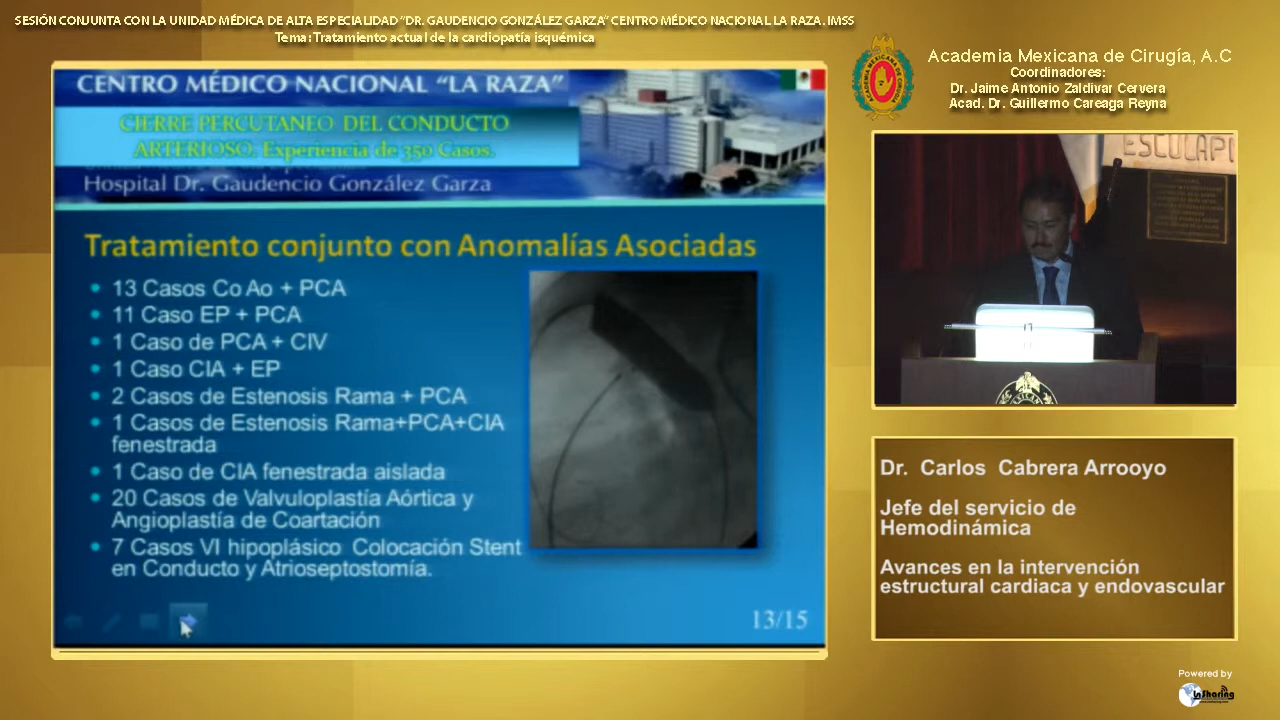 SESIÓN CONJUNTA CON LA UNIDAD MÉDICA DE ALTA ESPECIALIDAD "DR. GAUDENCIO GONZÁLEZ GARZA" CENTRO MÉDICO NACIONAL LA RAZA. IMSS
Tema: Tratamiento actual de la cardiopatía isquémica
CENTRO MÉDICO NACIONAL "LA RAZA"
CIERRE PERCUTANEO DEL CONDUCTO
ARTERIOSO. Experiencia de 350 Casos.
Hospital Dr. Gaudencio González Garza
Tratamiento conjunto con Anomalías Asociadas
• 13 Casos Co Ao + PCA
• 11 Caso EP + PCA
• 1 Caso de PCA + CIV
• 1 Caso CIA + EP
• 2 Casos de Estenosis Rama + PCA
• 1 Casos de Estenosis Rama+PCA+CIA
fenestrada
• 1 Caso de CIA fenestrada aislada
• 20 Casos de Valvuloplastía Aórtica y
Angioplastía de Coartación
• 7 Casos VI hipoplásico Colocación Stent
en Conducto y Atrioseptostomía.
13/15
Academia Mexicana de Cirugía, A.C
Coordinadores:
Dr. Jaime Antonio Zaldívar Cervera
Acad. Dr. Guillermo Careaga Reyna
ESCULAPI
Dr. Carlos Cabrera Arrooyo
Jefe del servicio de
Hemodinámica
Avances en la intervención
estructural cardiaca y endovascular
Powered by
InSharing